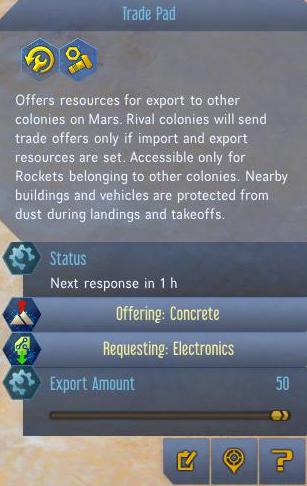 Trade Pad
Offers resources for export to other
colonies on Mars. Rival colonies will send
trade offers only if import and export
resources are set. Accessible only for
Rockets belonging to other colonies. Nearby
buildings and vehicles are protected from
dust during landings and takeoffs.
Status
Next response in 1 h
Offering: Concrete
Requesting: Electronics
Export Amount 50
?